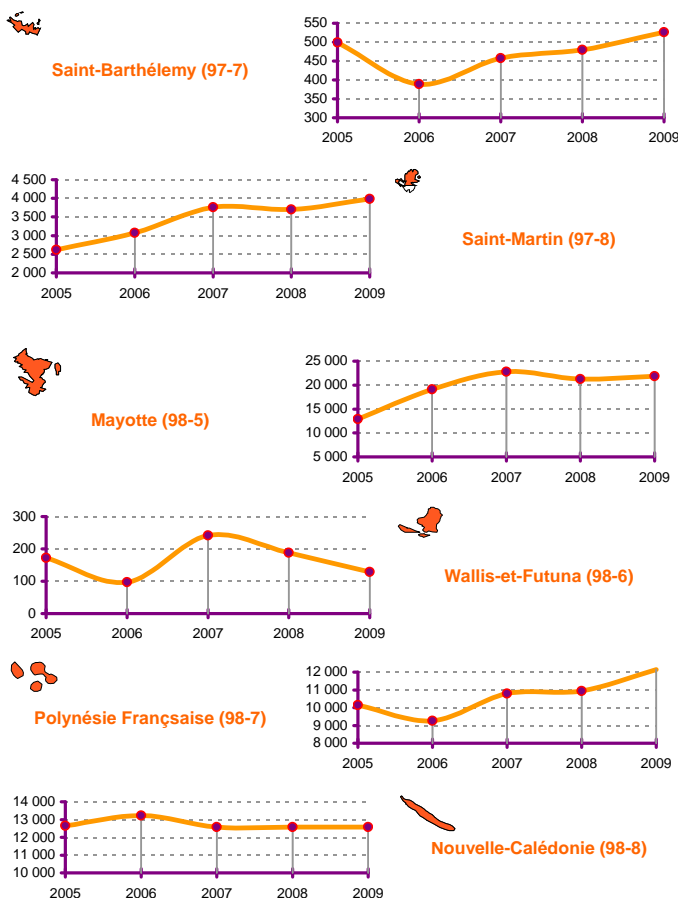 550
500
Saint-Barthélemy (97-7)
450
400
350
300
2005 2006 2007 2008 2009
4 500
4 000
3 500
Saint-Martin (97-8)
3 000
2 500
2 000
2005 2006 2007 2008 2009
25 000
20 000
Mayotte (98-5)
15 000
10 000
5 000
2005 2006 2007 2008 2009
300
200
Wallis-et-Futuna (98-6)
100
0
2005 2006 2007 2008 2009
12 000
11 000
Polynésie Françsaise (98-7)
10 000
9 000
8 000
2005 2006 2007 2008 2009
14 000
13 000
12 000
Nouvelle-Calédonie (98-8)
11 000
10 000
2005 2006 2007 2008 2009